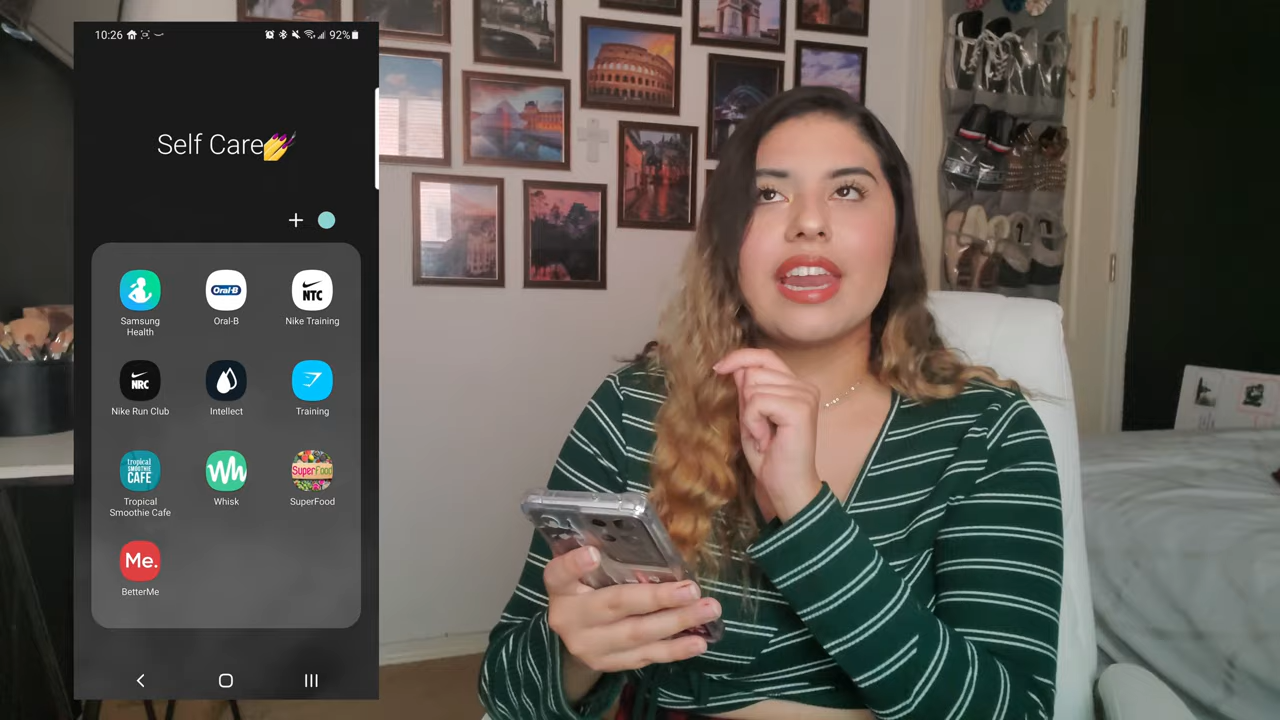 10:26
92%
Self Care💅
Samsung
Health
Oral-B
Oral-B
NTC
Nike Training
NRC
Nike Run Club
Intellect
Training
tropical
SMOOTHIE
CAFE
Tropical
Smoothie Cafe
Wh
Whisk
SuperFood
SuperFood
Me.
BetterMe